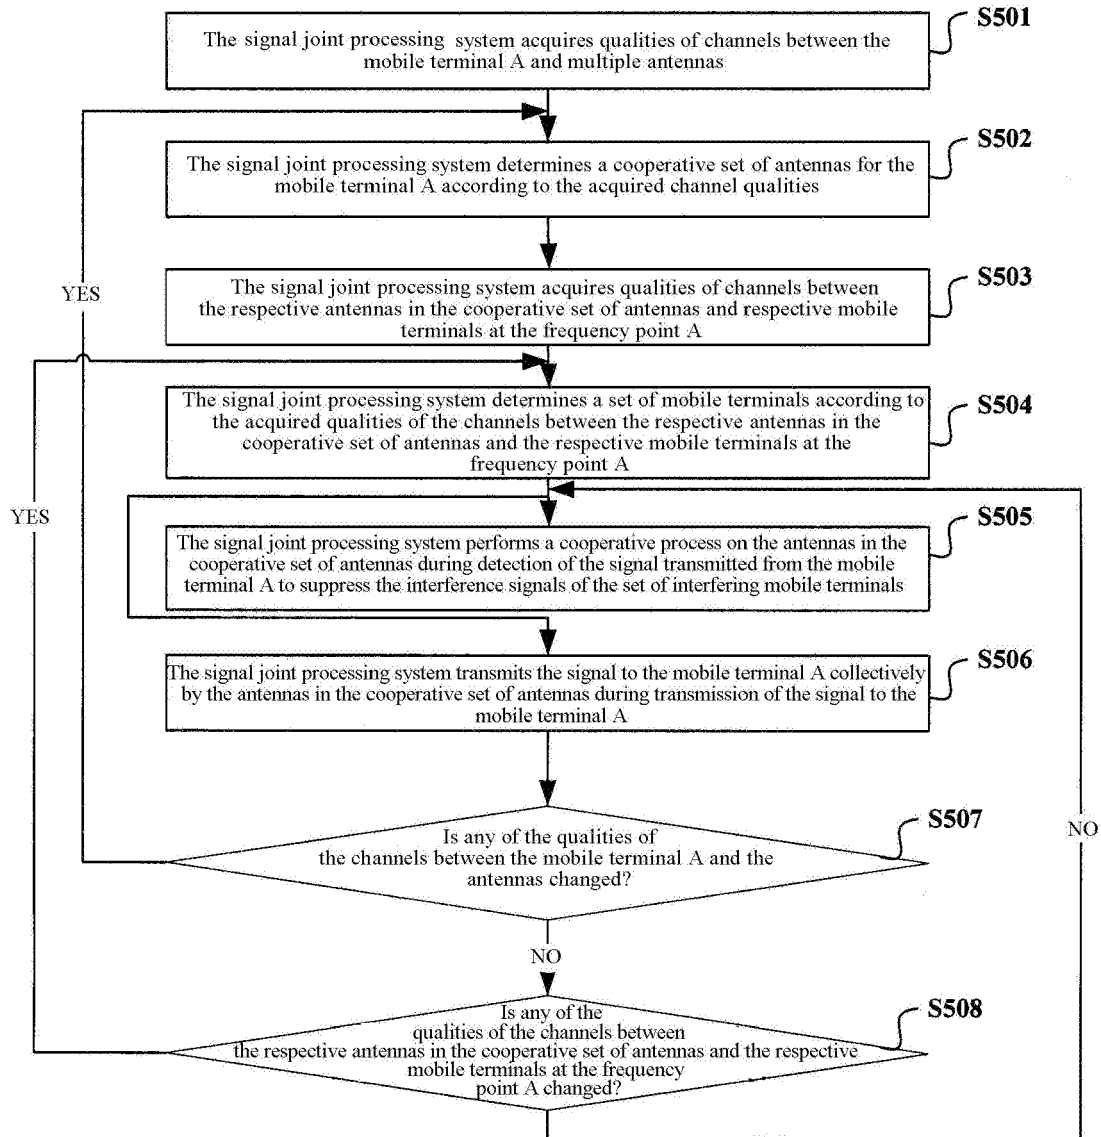 S501
The signal joint processing system acquires qualities of channels between the
mobile terminal A and multiple antennas
S502
The signal joint processing system determines a cooperative set of antennas for the
mobile terminal A according to the acquired channel qualities
YES
S503
The signal joint processing system acquires qualities of channels between
the respective antennas in the cooperative set of antennas and respective mobile
terminals at the frequency point A
S504
The signal joint processing system determines a set of mobile terminals according to
the acquired qualities of the channels between the respective antennas in the
cooperative set of antennas and the respective mobile terminals at the
frequency point A
YES
S505
The signal joint processing system performs a cooperative process on the antennas in the
cooperative set of antennas during detection of the signal transmitted from the mobile
terminal A to suppress the interference signals of the set of interfering mobile terminals
S506
The signal joint processing system transmits the signal to the mobile terminal A collectively
by the antennas in the cooperative set of antennas during transmission of the signal to the
mobile terminal A
S507
Is any of the qualities of
the channels between the mobile terminal A and the
antennas changed?
NO
NO
S508
Is any of the
qualities of the channels between
the respective antennas in the cooperative set of antennas and the respective
mobile terminals at the frequency
point A changed?